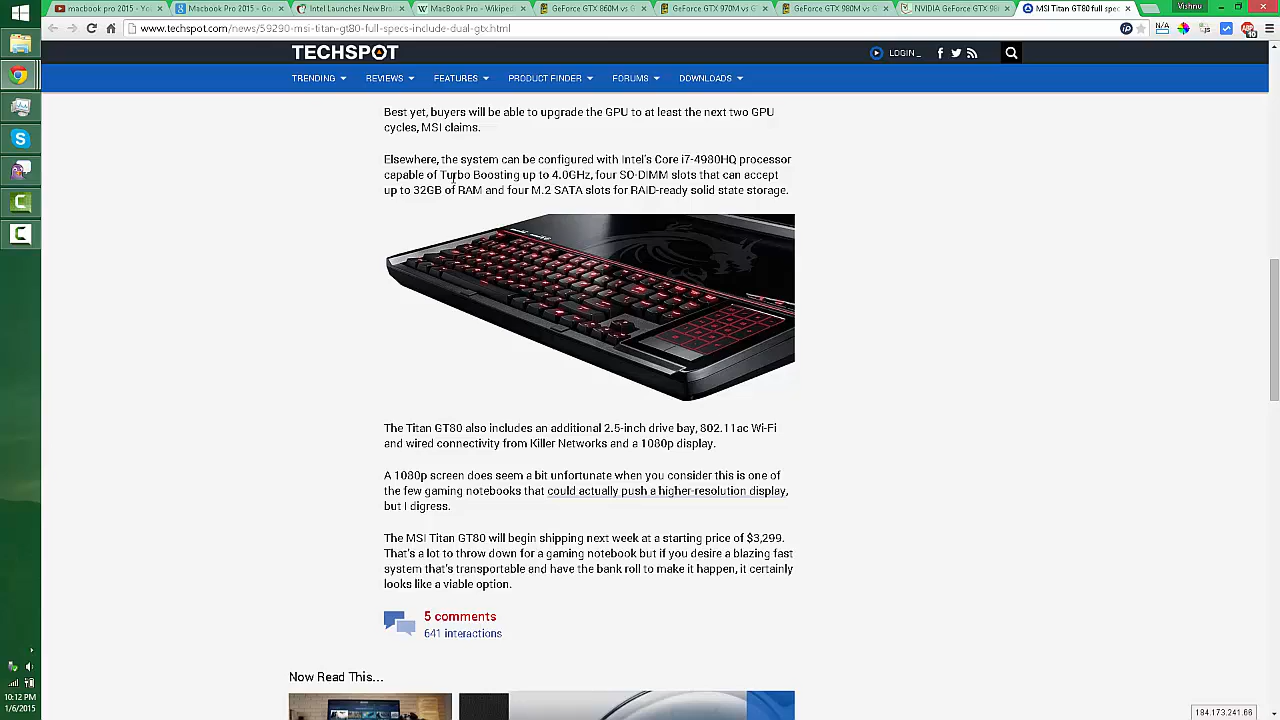 macbook pro 2015 - You
Macbook Pro 2015 - Goo
Intel Launches New Bro
MacBook Pro - Wikipedi
GeForce GTX 860M vs G
GeForce GTX 970M vs
GeForce GTX 980M vs G
NVIDIA GeForce GTX 98
MSI Titan GT80 full spec
Vishnu
www.techspot.com/news/59290-msi-titan-gt80-full-specs-include-dual-gtx.html
N/A
10
TECHSPOT
LOGIN_
TRENDING
REVIEWS
FEATURES
PRODUCT FINDER
FORUMS
DOWNLOADS
Best yet, buyers will be able to upgrade the GPU to at least the next two GPU
cycles, MSI claims.
Elsewhere, the system can be configured with Intel's Core i7-4980HQ processor
capable of Turbo Boosting up to 4.0GHz, four SO-DIMM slots that can accept
up to 32GB of RAM and four M.2 SATA slots for RAID-ready solid state storage.
The Titan GT80 also includes an additional 2.5-inch drive bay, 802.11ac Wi-Fi
and wired connectivity from Killer Networks and a 1080p display.
A 1080p screen does seem a bit unfortunate when you consider this is one of
the few gaming notebooks that could actually push a higher-resolution display,
but I digress.
The MSI Titan GT80 will begin shipping next week at a starting price of $3,299.
That's a lot to throw down for a gaming notebook but if you desire a blazing fast
system that's transportable and have the bank roll to make it happen, it certainly
looks like a viable option.
5 comments
641 interactions
Now Read This...
10:12 PM
1/6/2015
184.173.241.66